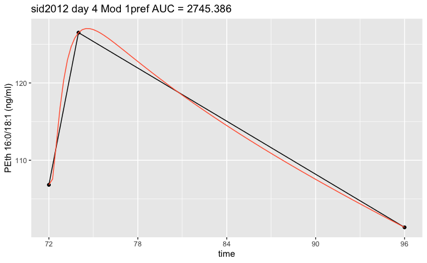 sid2012 day 4 Mod 1pref AUC = 2745.386
PEth 16:0/18:1 (ng/ml)
120
110
72
78
84
90
96
time